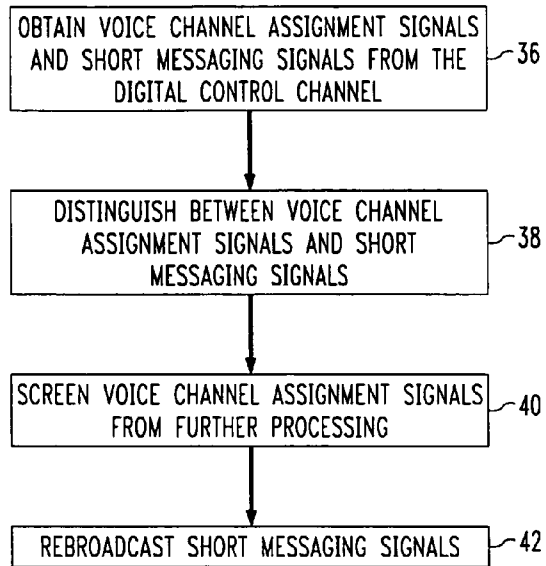 OBTAIN VOICE CHANNEL ASSIGNMENT SIGNALS
AND SHORT MESSAGING SIGNALS FROM THE
DIGITAL CONTROL CHANNEL
36
DISTINGUISH BETWEEN VOICE CHANNEL
ASSIGNMENT SIGNALS AND SHORT
MESSAGING SIGNALS
38
SCREEN VOICE CHANNEL ASSIGNMENT SIGNALS
FROM FURTHER PROCESSING
40
REBROADCAST SHORT MESSAGING SIGNALS
42